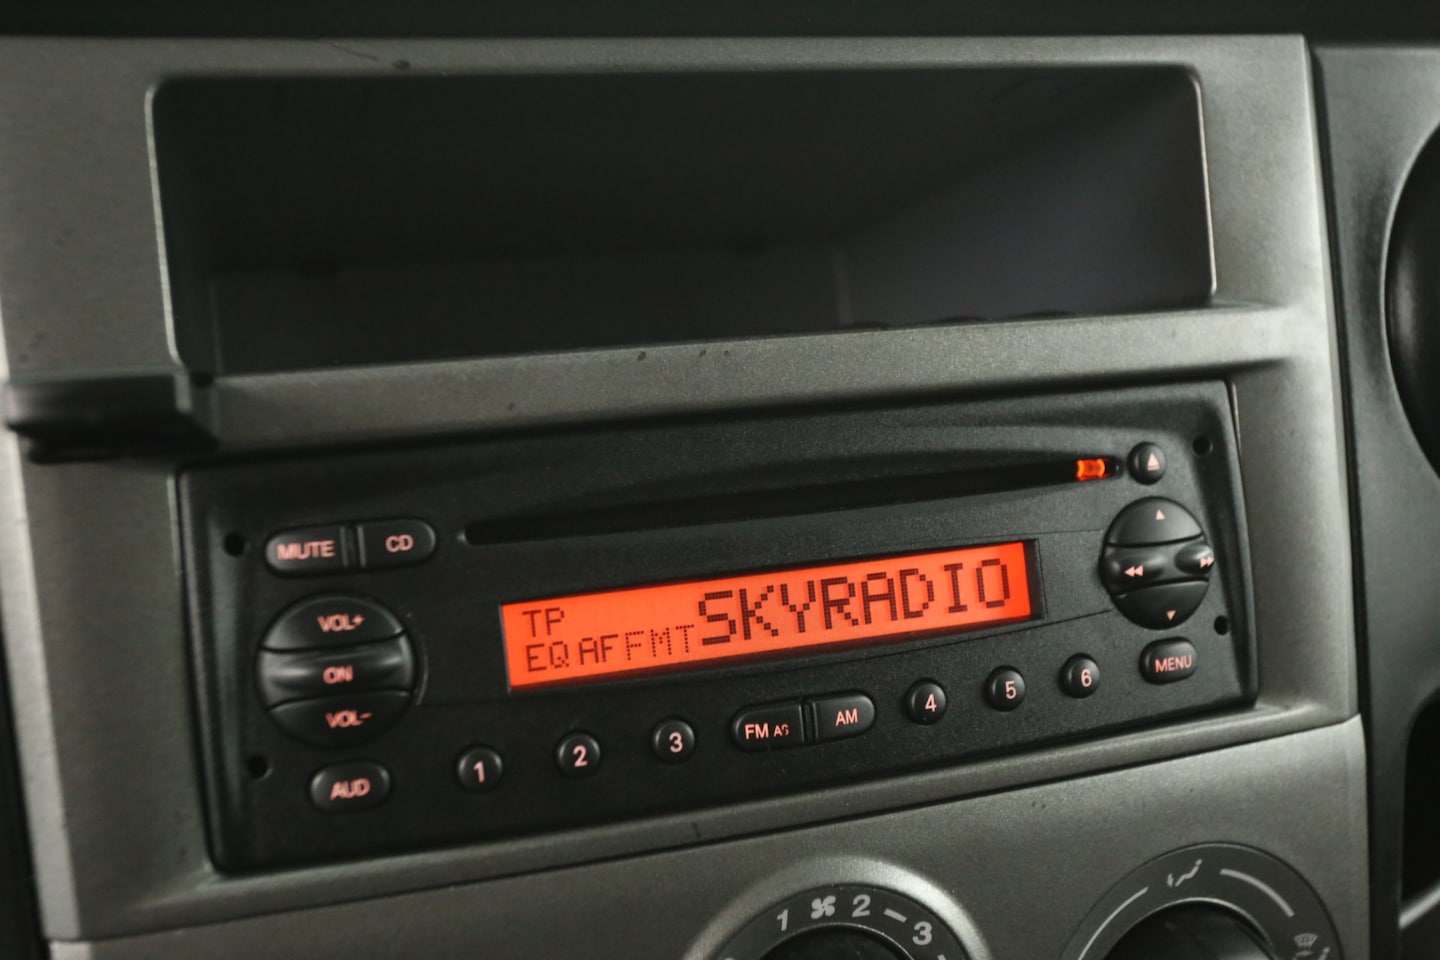 MUTE CD
VOL+
ON
VOL-
AUD
TP
EQ AF FMT SKYRADIO
1 2 3 FM AS AM 4 5 6 MENU
1 2 3